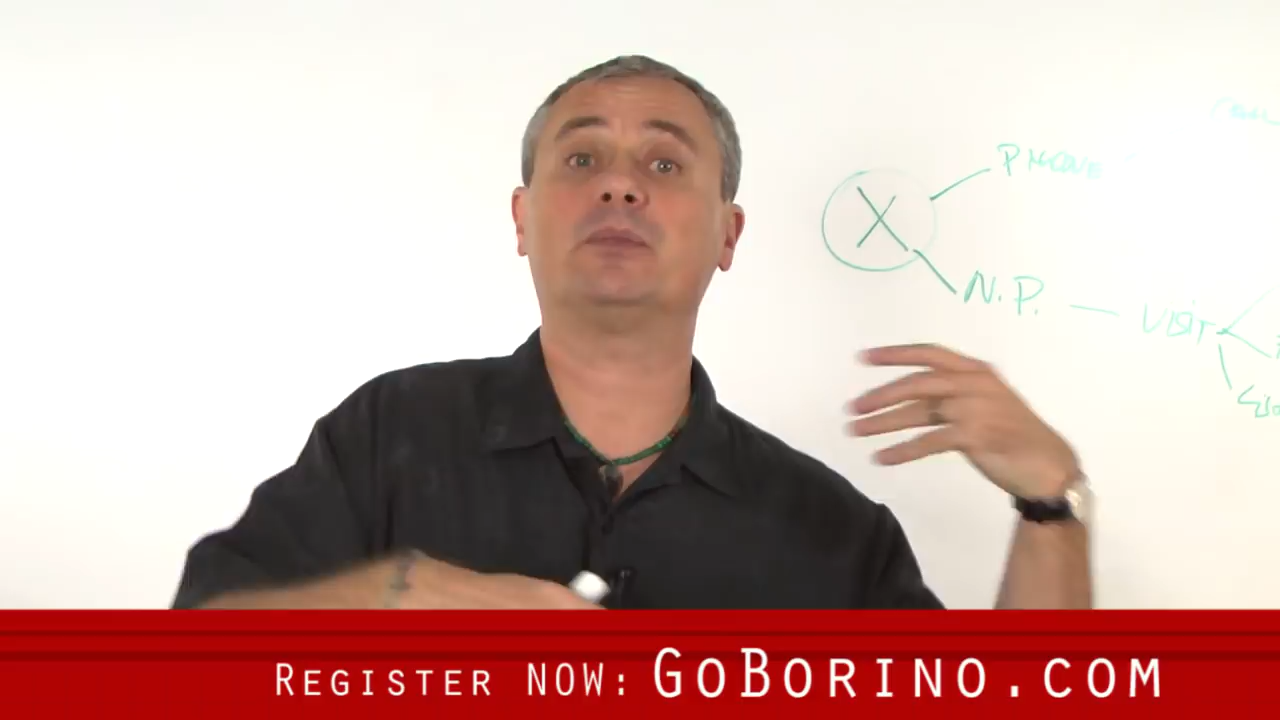 PHONE
X
N.P.
VISIT
REGISTER NOW: GOBORINO.COM